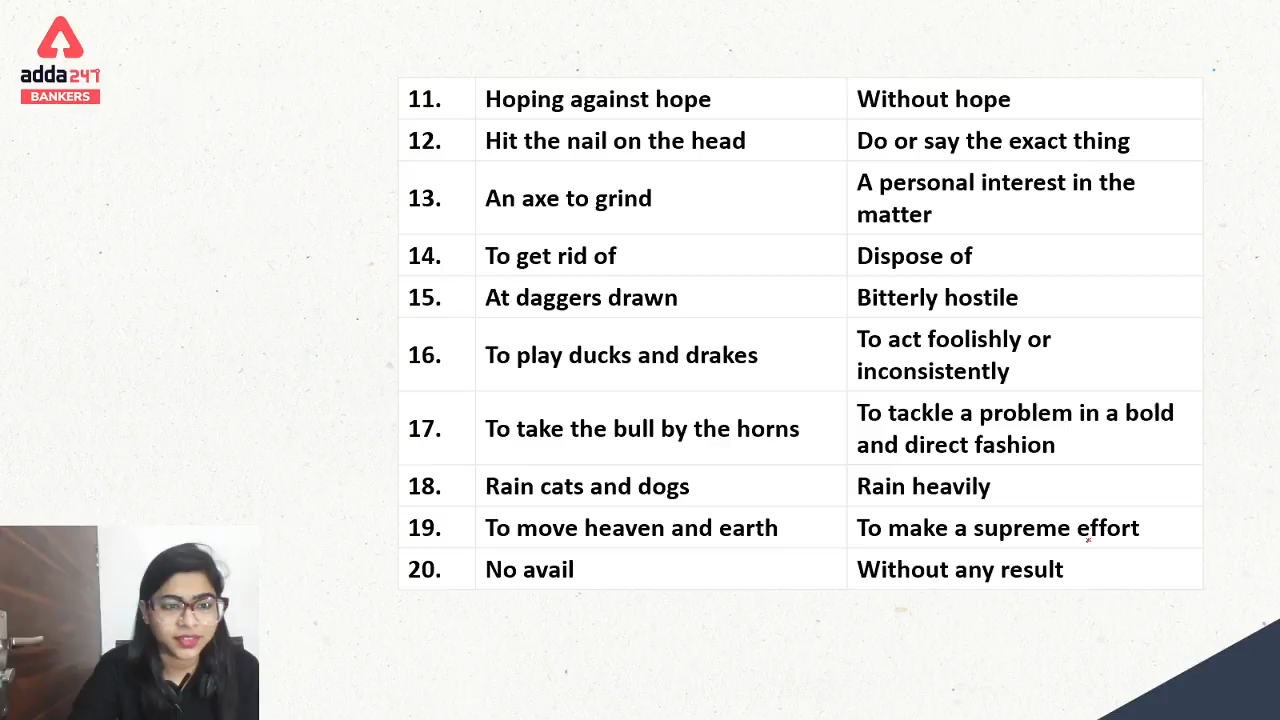 adda247
BANKERS
11. Hoping against hope Without hope
12. Hit the nail on the head Do or say the exact thing
13. An axe to grind A personal interest in the
matter
14. To get rid of Dispose of
15. At daggers drawn Bitterly hostile
16. To play ducks and drakes To act foolishly or
inconsistently
17. To take the bull by the horns To tackle a problem in a bold
and direct fashion
18. Rain cats and dogs Rain heavily
19. To move heaven and earth To make a supreme effort
20. No avail Without any result